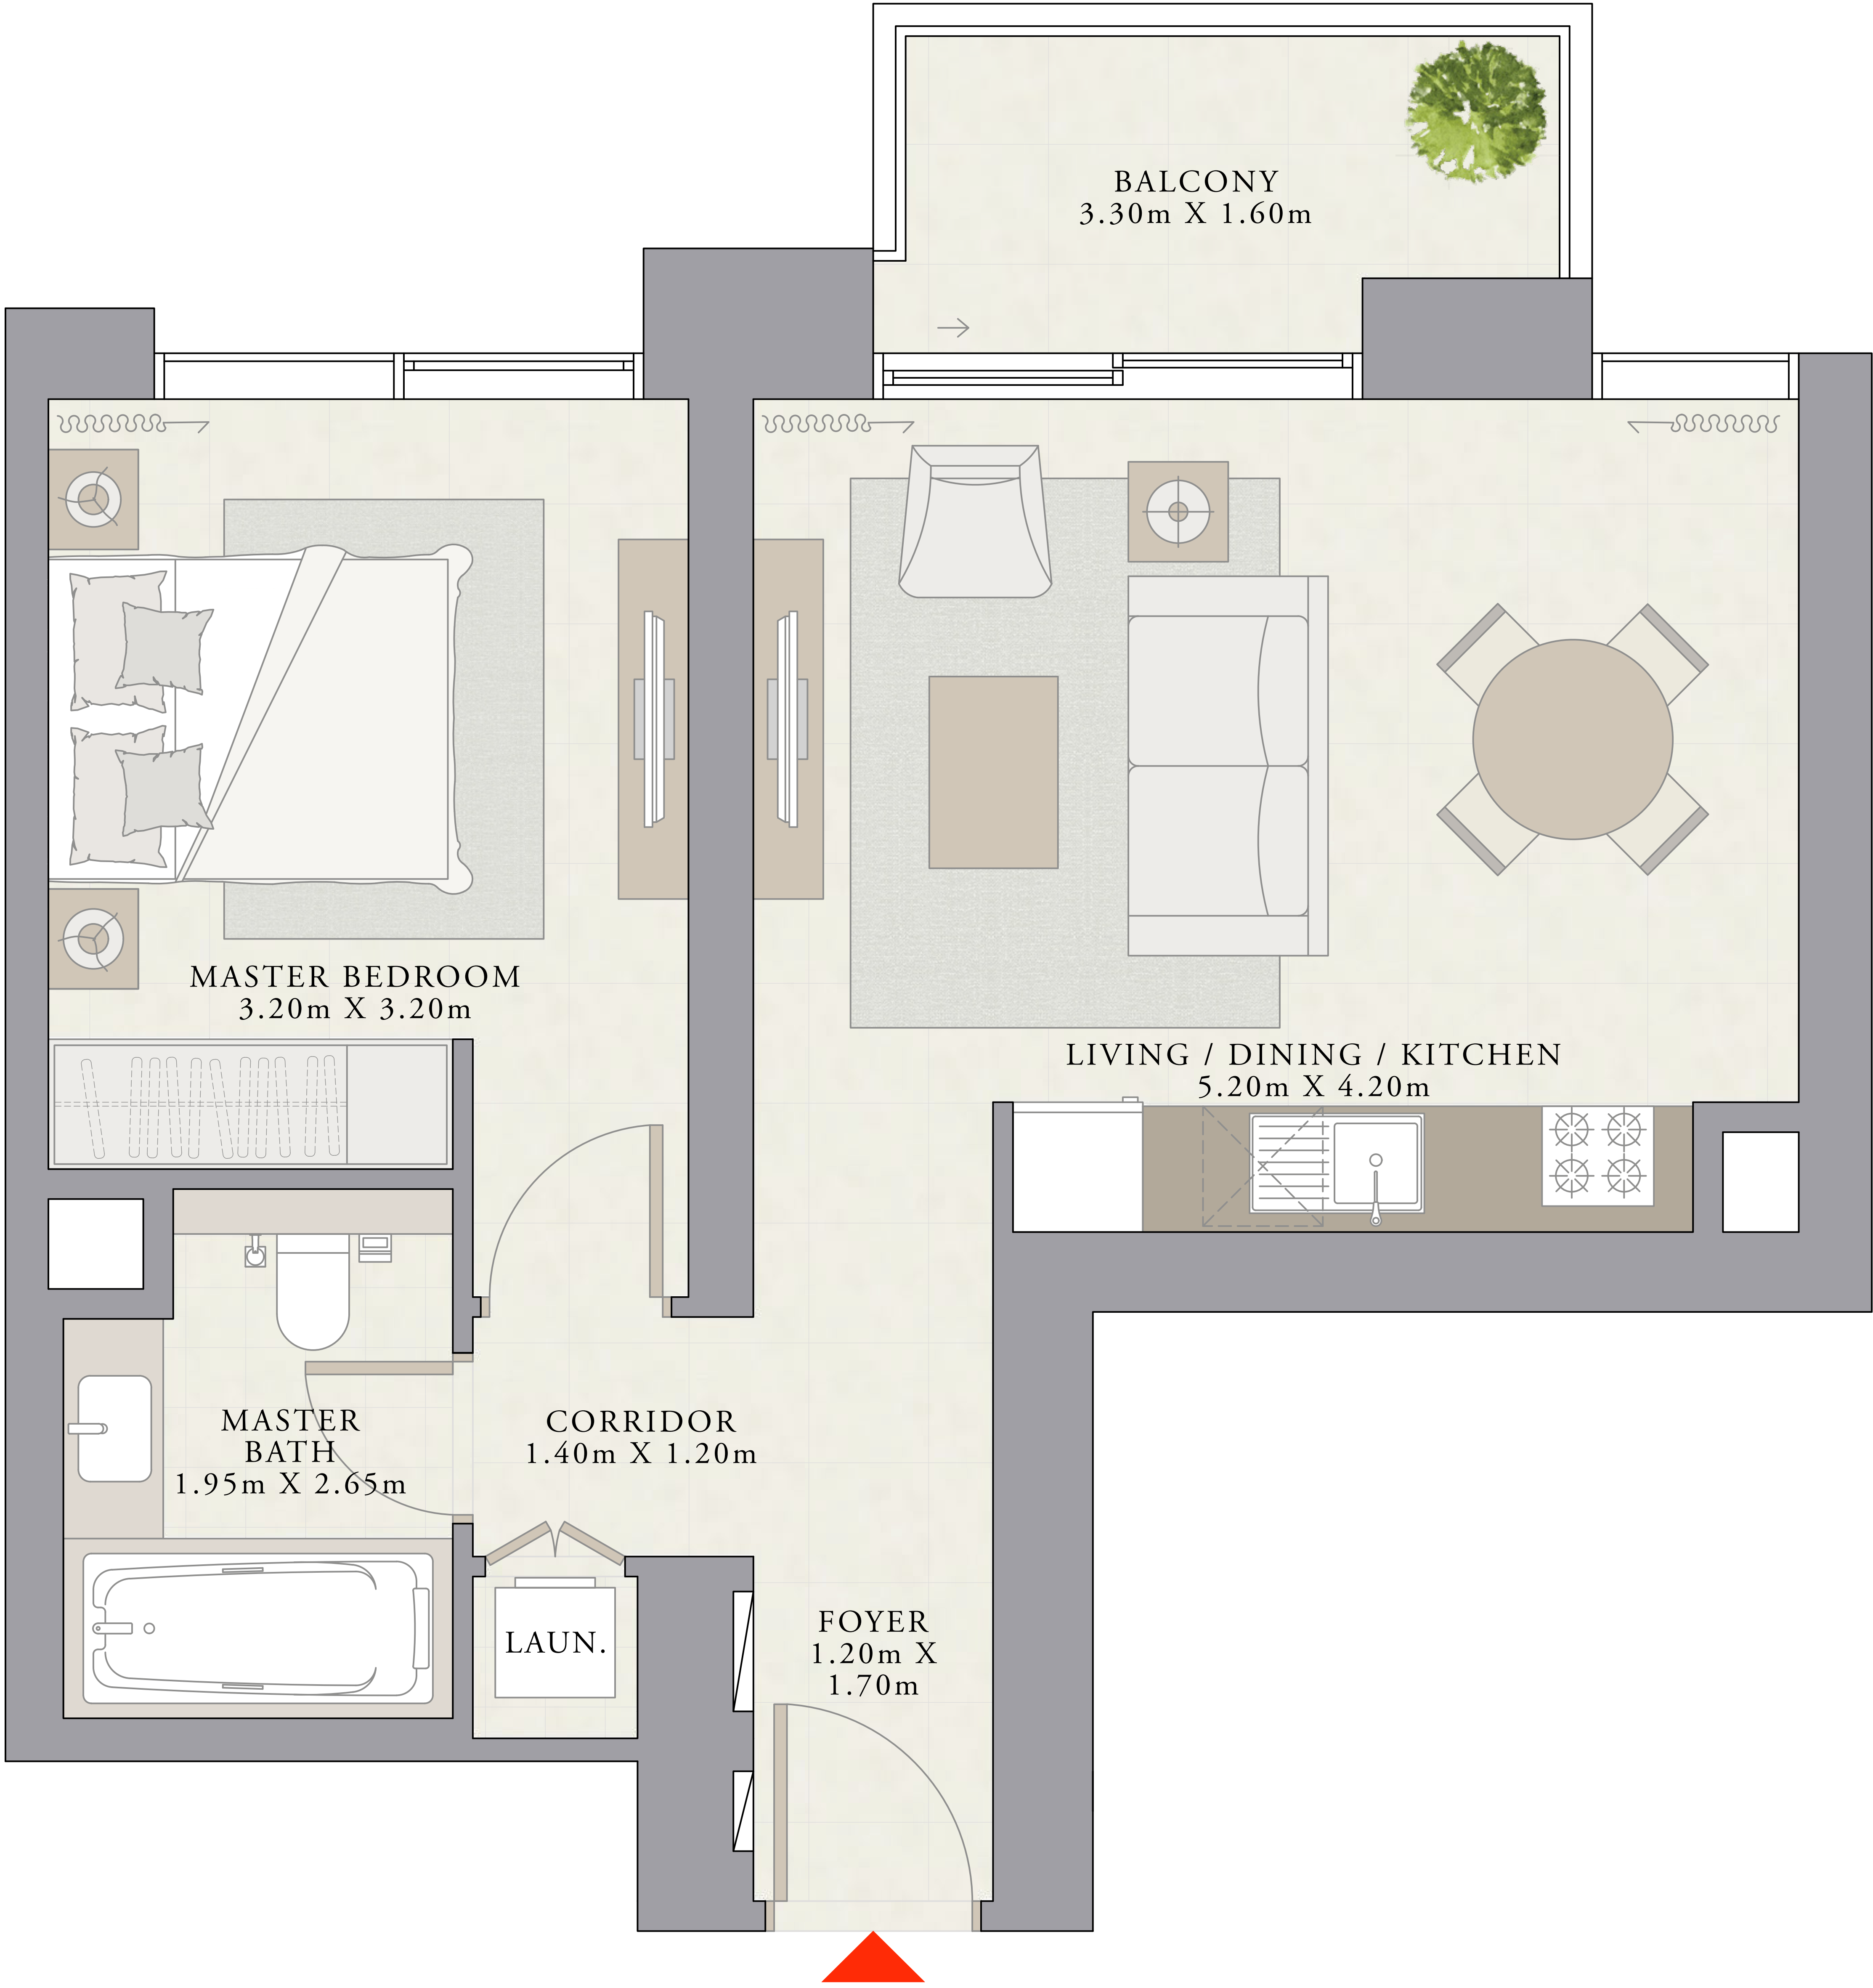 BALCONY
3.30m X 1.60m
MASTER BEDROOM
3.20m X 3.20m
LIVING / DINING / KITCHEN
5.20m X 4.20m
MASTER
BATH
1.95m X 2.65m
CORRIDOR
1.40m X 1.20m
LAUN.
FOYER
1.20m X
1.70m